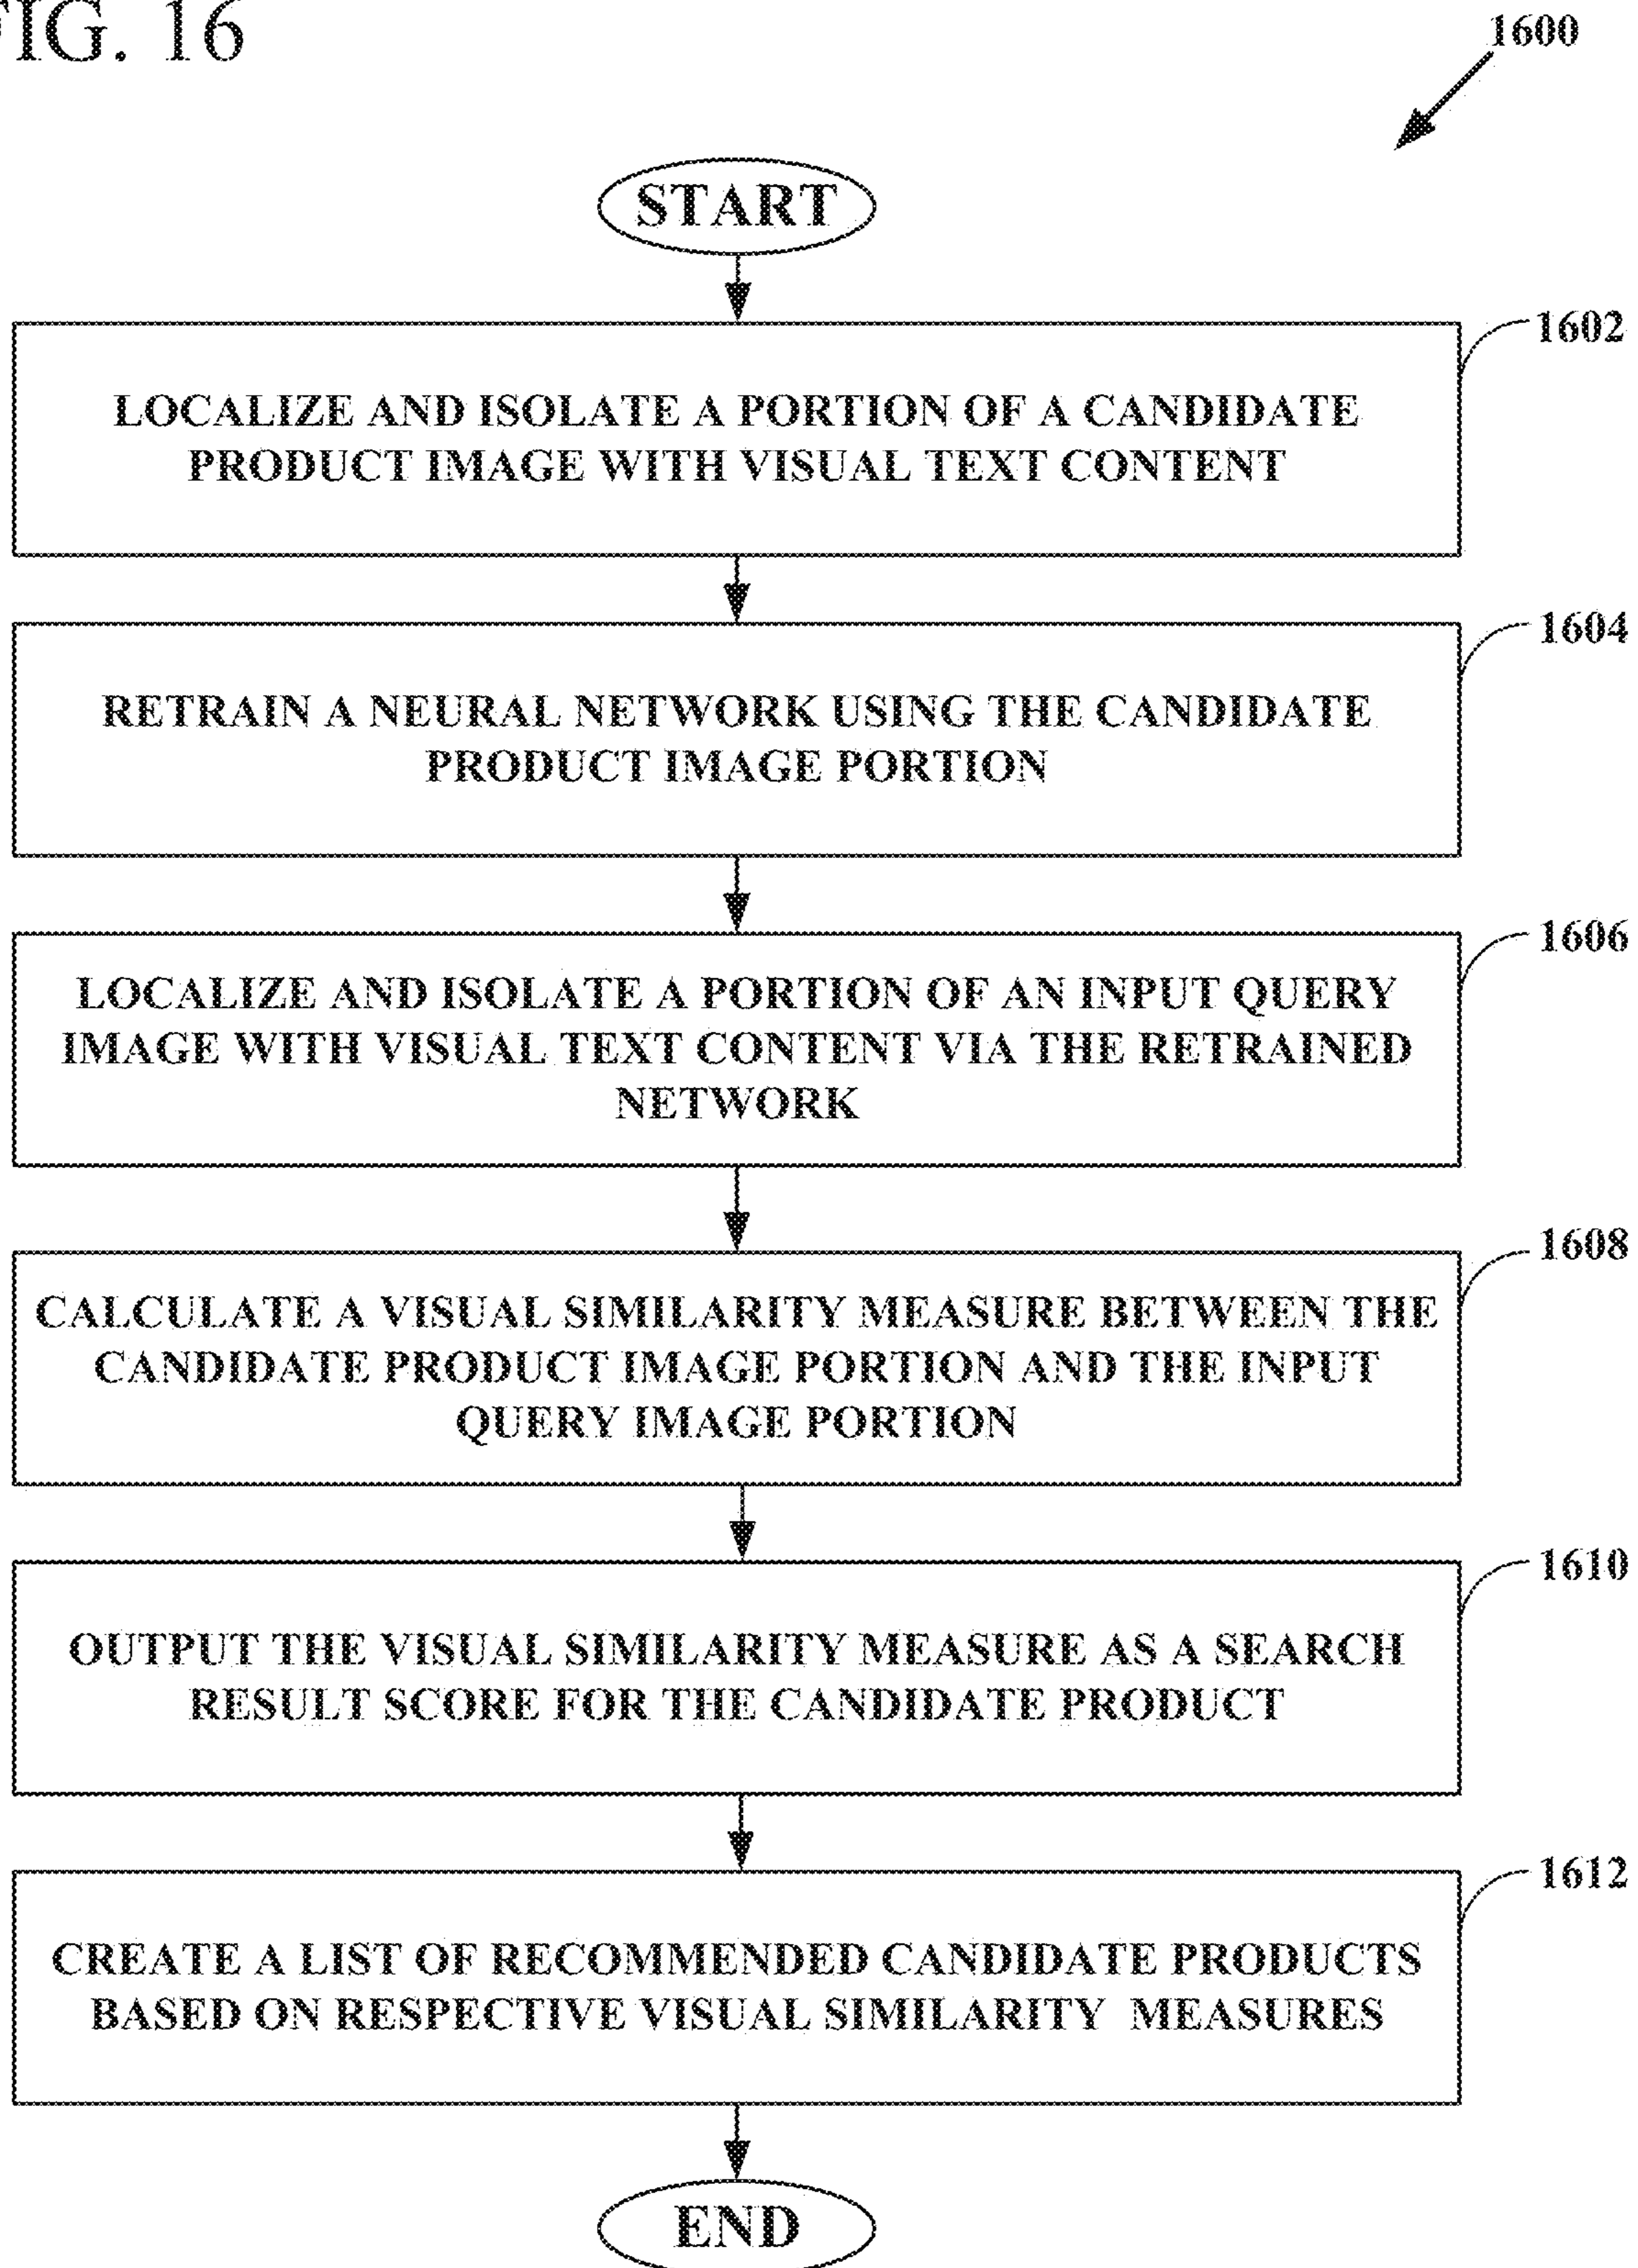 FIG. 16
1600
START
1602
LOCALIZE AND ISOLATE A PORTION OF A CANDIDATE
PRODUCT IMAGE WITH VISUAL TEXT CONTENT
1604
RETRAIN A NEURAL NETWORK USING THE CANDIDATE
PRODUCT IMAGE PORTION
1606
LOCALIZE AND ISOLATE A PORTION OF AN INPUT QUERY
IMAGE WITH VISUAL TEXT CONTENT VIA THE RETRAINED
NETWORK
1608
CALCULATE A VISUAL SIMILARITY MEASURE BETWEEN THE
CANDIDATE PRODUCT IMAGE PORTION AND THE INPUT
QUERY IMAGE PORTION
1610
OUTPUT THE VISUAL SIMILARITY MEASURE AS A SEARCH
RESULT SCORE FOR THE CANDIDATE PRODUCT
1612
CREATE A LIST OF RECOMMENDED CANDIDATE PRODUCTS
BASED ON RESPECTIVE VISUAL SIMILARITY MEASURES
END